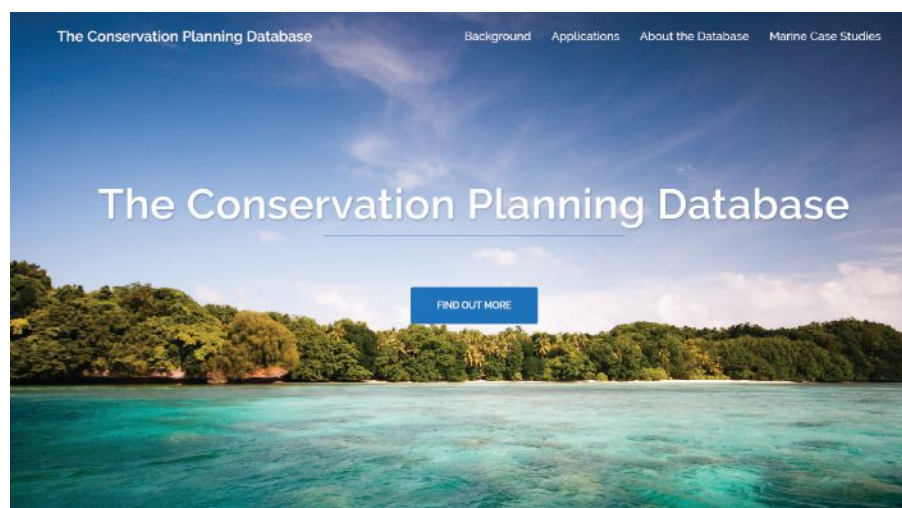 The Conservation Planning Database
Background Applications About the Database Marine Case Studies
The Conservation Planning Database
FIND OUT MORE